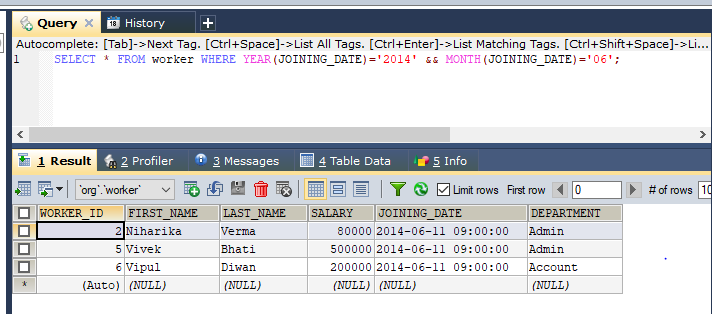 Query × History +
Autocomplete: [Tab]->Next Tag. [Ctrl+Space]->List All Tags. [Ctrl+Enter]->List Matching Tags. [Ctrl+Shift+Space]->Li...
1 SELECT * FROM worker WHERE YEAR(JOINING_DATE)='2014' && MONTH(JOINING_DATE)='06';
1 Result 2 Profiler 3 Messages 4 Table Data 5 Info
`org`.`worker` Limit rows First row 0 # of rows 10
WORKER_ID FIRST_NAME LAST_NAME SALARY JOINING_DATE DEPARTMENT
2 Niharika Verma 80000 2014-06-11 09:00:00 Admin
5 Vivek Bhati 500000 2014-06-11 09:00:00 Admin
6 Vipul Diwan 200000 2014-06-11 09:00:00 Account
* (Auto) (NULL) (NULL) (NULL) (NULL) (NULL)